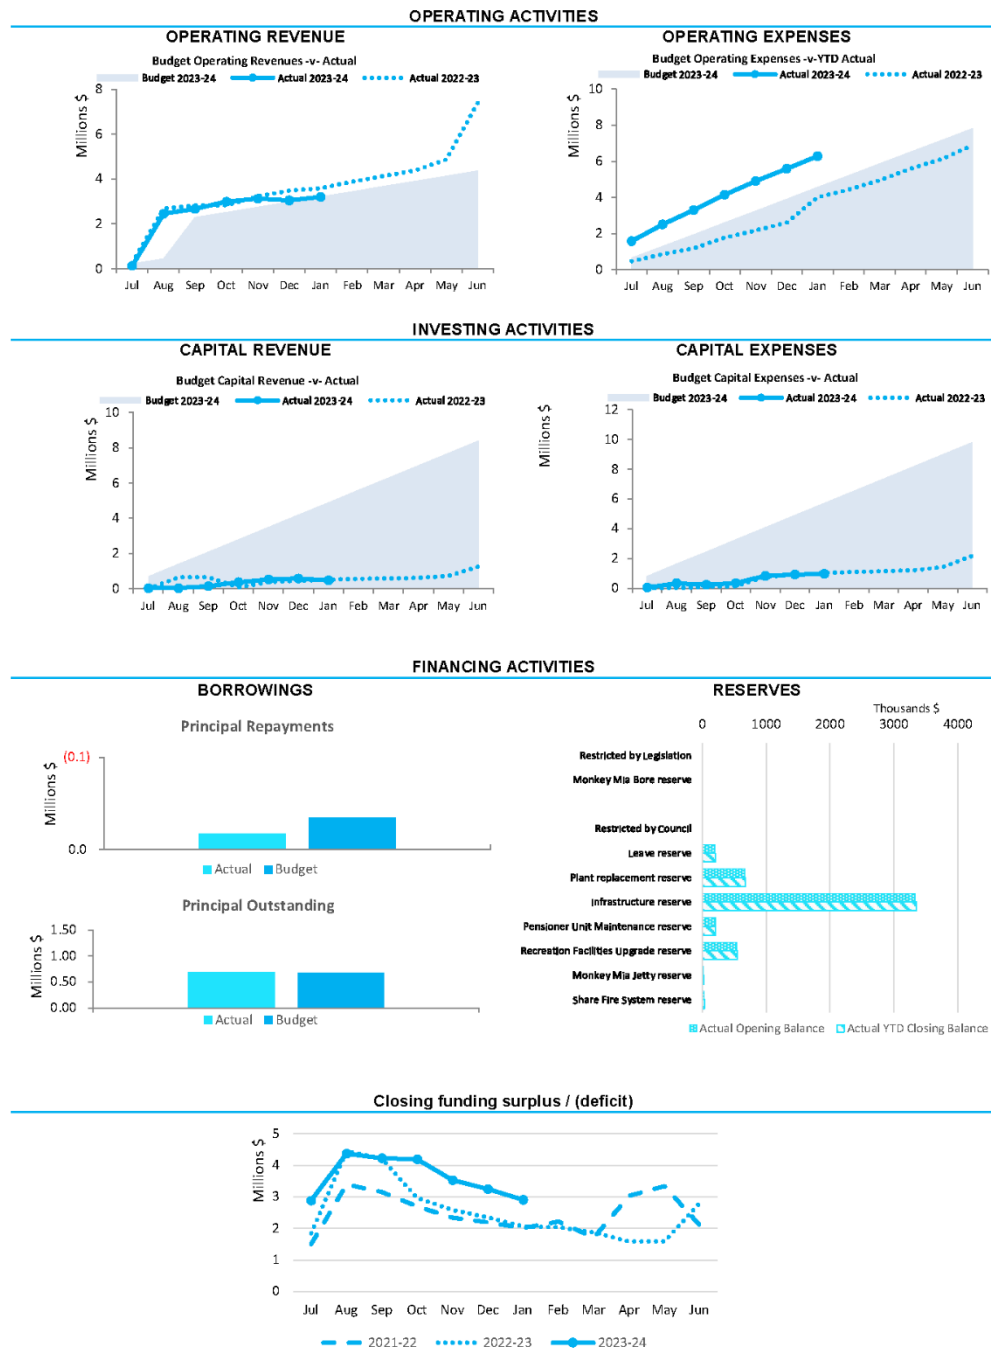 OPERATING ACTIVITIES
OPERATING REVENUE
Budget Operating Revenues -v- Actual
Budget 2023-24 Actual 2023-24 Actual 2022-23
Millions $
8
6
4
2
0
Jul Aug Sep Oct Nov Dec Jan Feb Mar Apr May Jun
OPERATING EXPENSES
Budget Operating Expenses -v-YTD Actual
Budget 2023-24 Actual 2023-24 Actual 2022-23
Millions $
10
8
6
4
2
0
Jul Aug Sep Oct Nov Dec Jan Feb Mar Apr May Jun
INVESTING ACTIVITIES
CAPITAL REVENUE
Budget Capital Revenue -v- Actual
Budget 2023-24 Actual 2023-24 Actual 2022-23
Millions $
10
8
6
4
2
0
Jul Aug Sep Oct Nov Dec Jan Feb Mar Apr May Jun
CAPITAL EXPENSES
Budget Capital Expenses -v- Actual
Budget 2023-24 Actual 2023-24 Actual 2022-23
Millions $
12
10
8
6
4
2
0
Jul Aug Sep Oct Nov Dec Jan Feb Mar Apr May Jun
FINANCING ACTIVITIES
BORROWINGS
Principal Repayments
Millions $
(0.1)
0.0
Actual Budget
Principal Outstanding
Millions $
1.50
1.00
0.50
0.00
Actual Budget
RESERVES
Thousands $
0 1000 2000 3000 4000
Restricted by Legislation
Monkey Mia Bore reserve
Restricted by Council
Leave reserve
Plant replacement reserve
Infrastructure reserve
Pensioner Unit Maintenance reserve
Recreation Facilities Upgrade reserve
Monkey Mia Jetty reserve
Share Fire System reserve
Actual Opening Balance Actual YTD Closing Balance
Closing funding surplus / (deficit)
Millions $
5
4
3
2
1
0
Jul Aug Sep Oct Nov Dec Jan Feb Mar Apr May Jun
2021-22 2022-23 2023-24